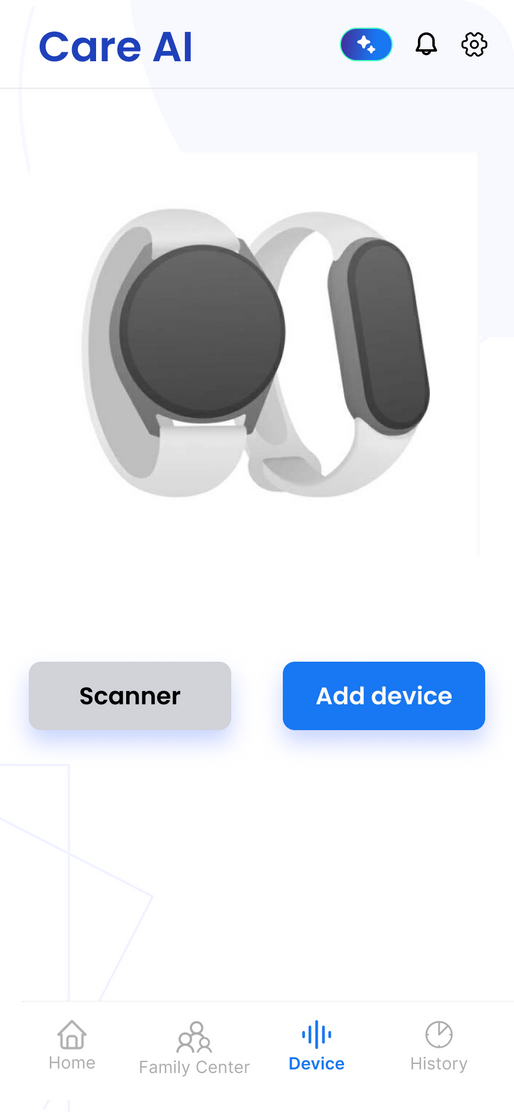 Care AI
Scanner
Add device
Home
Family Center
Device
History